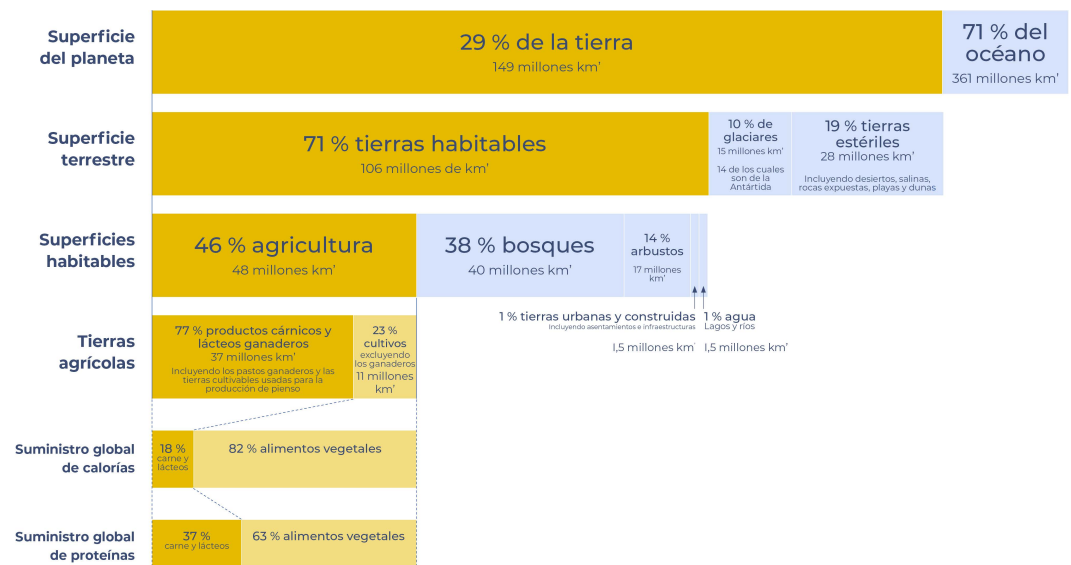 Superficie
del planeta
29 % de la tierra
149 millones km’
71 % del
océano
361 millones km’
Superficie
terrestre
71 % tierras habitables
106 millones de km’
10 % de
glaciares
15 millones km’
14 de los cuales
son de la
Antártida
19 % tierras
estériles
28 millones km’
Incluyendo desiertos, salinas,
rocas expuestas, playas y dunas
Superficies
habitables
46 % agricultura
48 millones km’
38 % bosques
40 millones km’
14 %
arbustos
17 millones
km’
1 % tierras urbanas y construidas
Incluyendo asentamientos e infraestructuras
1,5 millones km’
1 % agua
Lagos y ríos
1,5 millones km’
Tierras
agrícolas
77 % productos cárnicos y
lácteos ganaderos
37 millones km’
Incluyendo los pastos ganaderos y las
tierras cultivables usadas para la
producción de pienso
23 %
cultivos
excluyendo
los ganaderos
11 millones
km’
Suministro global
de calorías
18 %
carne y
lácteos
82 % alimentos vegetales
Suministro global
de proteínas
37 %
carne y lácteos
63 % alimentos vegetales